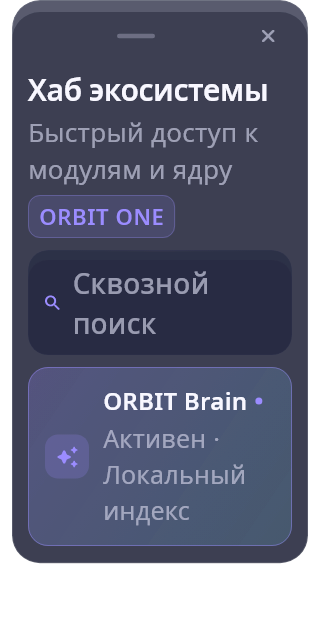 Хаб экосистемы
Быстрый доступ к
модулям и ядру
ORBIT ONE
Сквозной
поиск
ORBIT Brain
Активен ·
Локальный
индекс